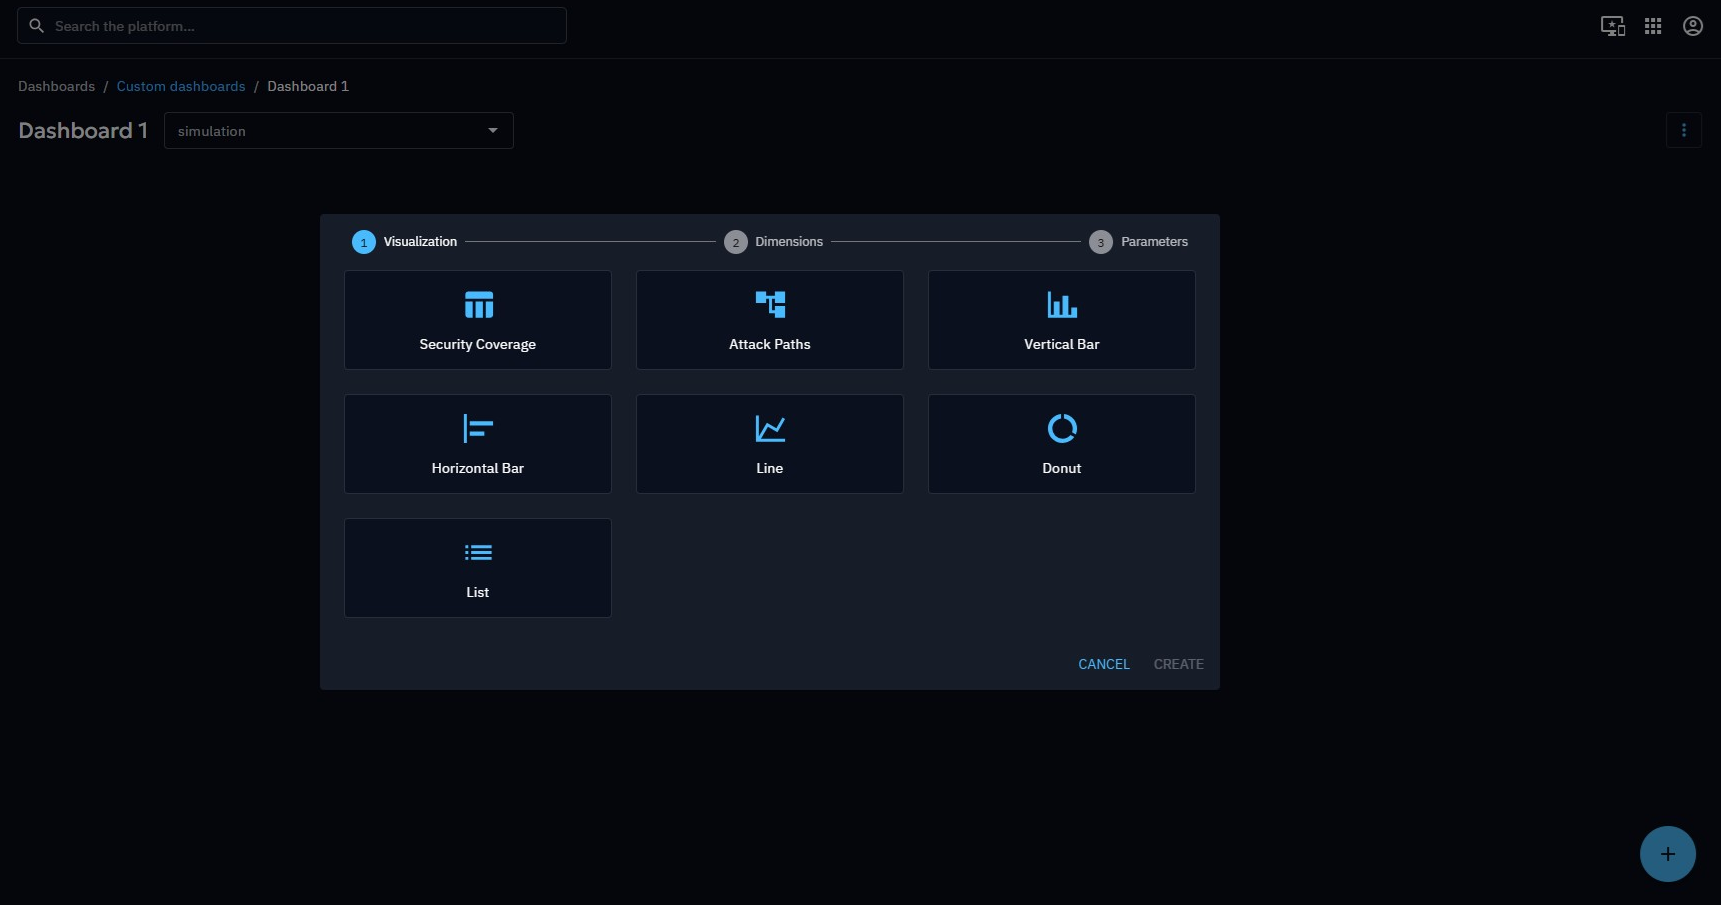 Search the platform...
Dashboards / Custom dashboards / Dashboard 1
Dashboard 1 simulation
1 Visualization 2 Dimensions 3 Parameters
Security Coverage Attack Paths Vertical Bar
Horizontal Bar Line Donut
List
CANCEL CREATE